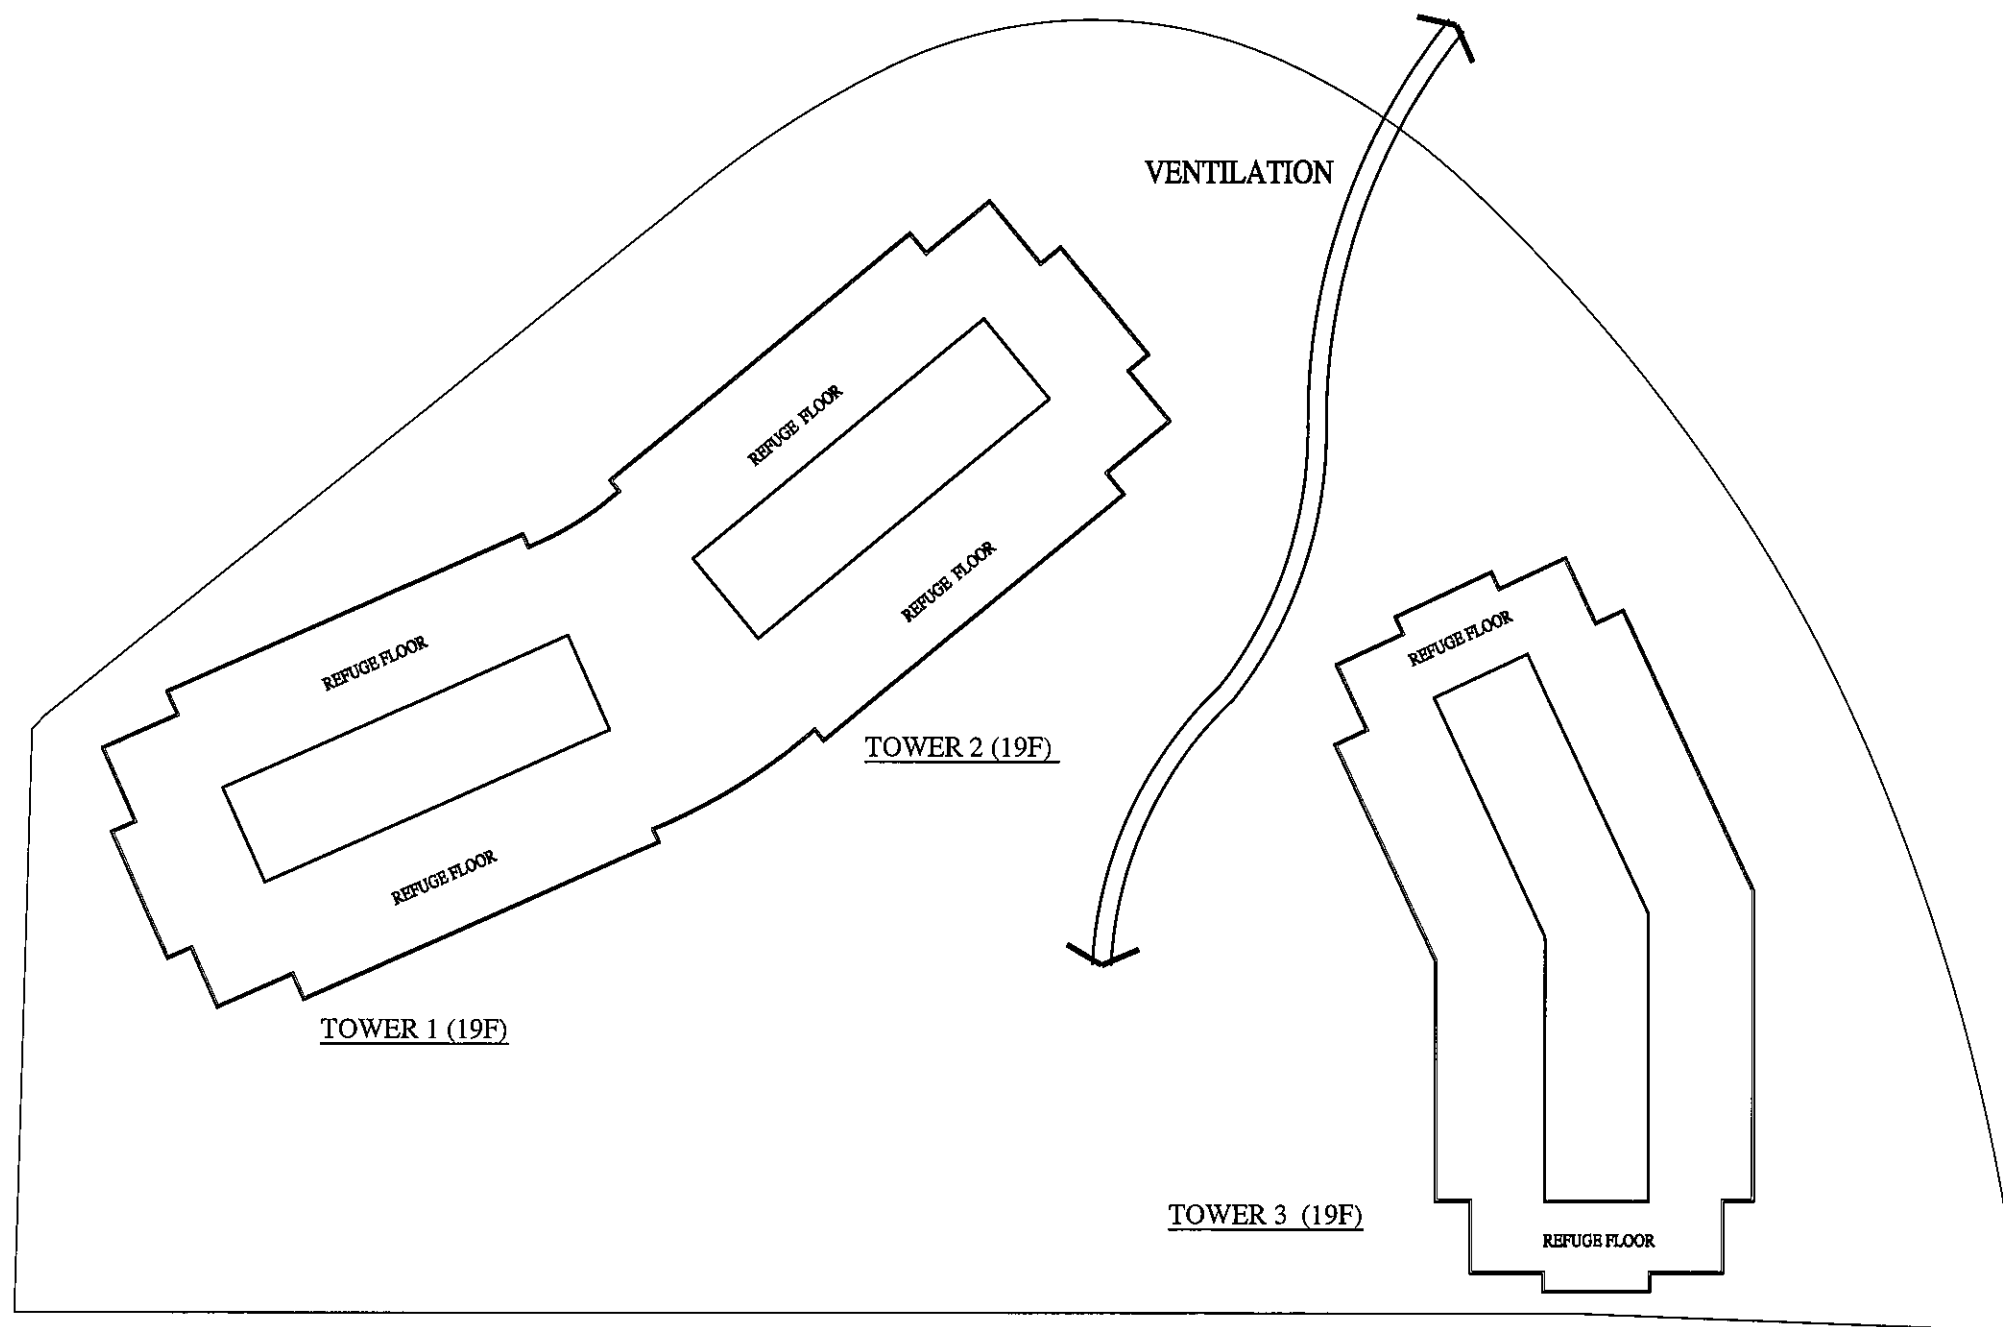 VENTILATION
REFUGE FLOOR
REFUGE FLOOR
REFUGE FLOOR
REFUGE FLOOR
REFUGE FLOOR
TOWER 2 (19F)
REFUGE FLOOR
TOWER 1 (19F)
TOWER 3 (19F)